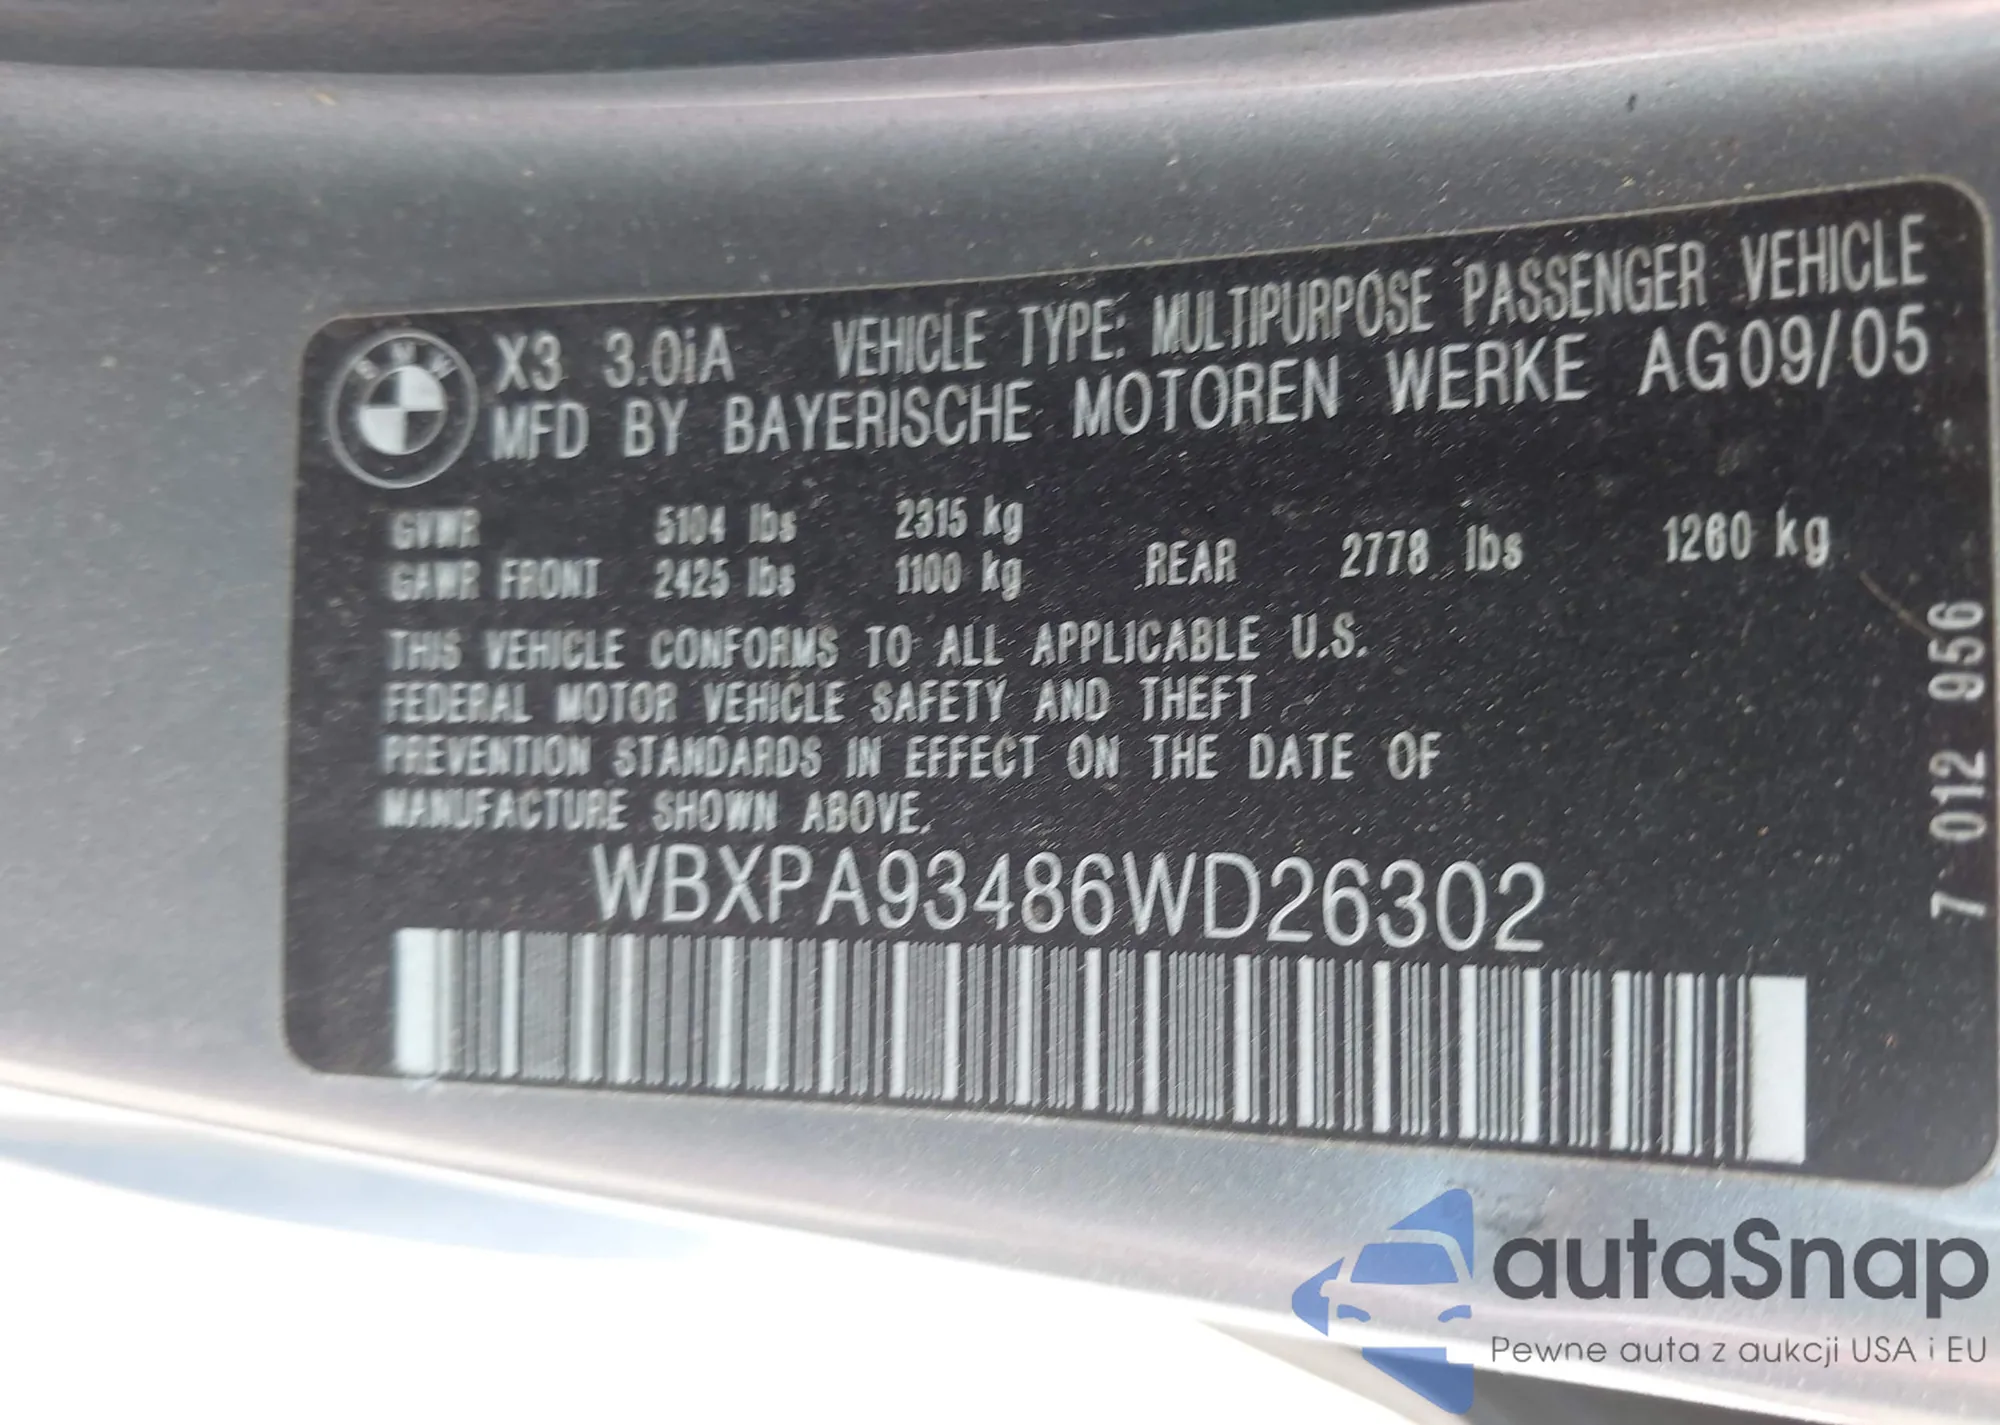 BMW
X3 3.0iA VEHICLE TYPE: MULTIPURPOSE PASSENGER VEHICLE
MFD BY BAYERISCHE MOTOREN WERKE AG 09/05
GVWR 5104 lbs 2315 kg
GAWR FRONT 2425 lbs 1100 kg REAR 2778 lbs 1260 kg
THIS VEHICLE CONFORMS TO ALL APPLICABLE U.S.
FEDERAL MOTOR VEHICLE SAFETY AND THEFT
PREVENTION STANDARDS IN EFFECT ON THE DATE OF
MANUFACTURE SHOWN ABOVE.
WBXPA93486WD26302
7 012 956
autaSnap
Pewne auta z aukcji USA i EU